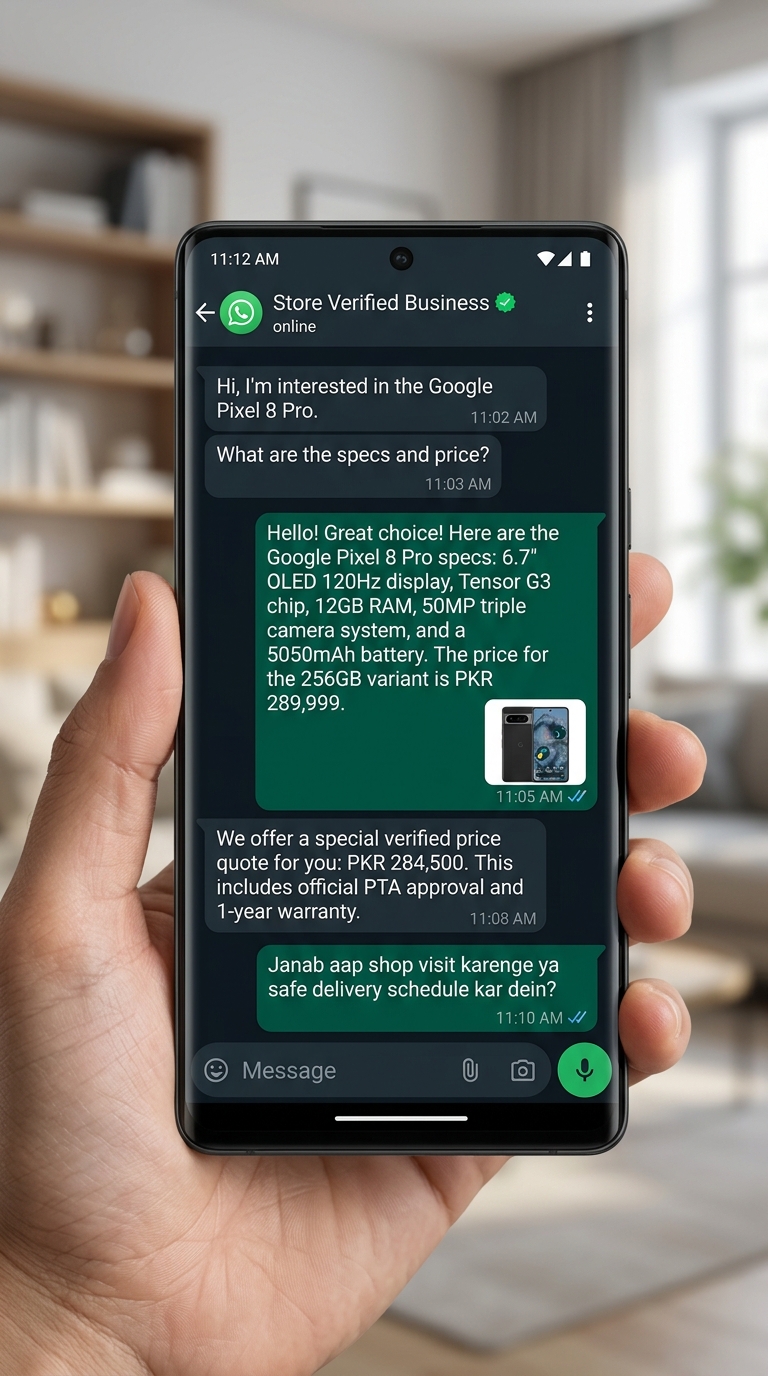 11:12 AM
Store Verified Business
online
Hi, I'm interested in the Google
Pixel 8 Pro.
11:02 AM
What are the specs and price?
11:03 AM
Hello! Great choice! Here are the
Google Pixel 8 Pro specs: 6.7"
OLED 120Hz display, Tensor G3
chip, 12GB RAM, 50MP triple
camera system, and a
5050mAh battery. The price for
the 256GB variant is PKR
289,999.
11:05 AM
We offer a special verified price
quote for you: PKR 284,500. This
includes official PTA approval and
1-year warranty.
11:08 AM
Janab aap shop visit karenge ya
safe delivery schedule kar dein?
11:10 AM
Message